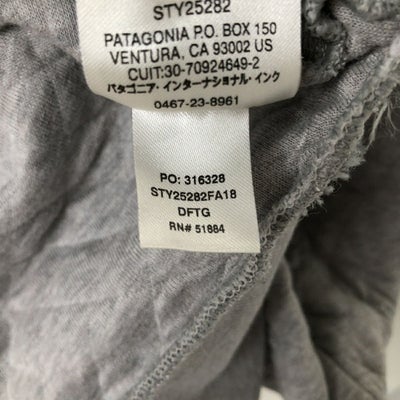 STY25282
PATAGONIA P.O. BOX 150
VENTURA, CA 93002 US
CUIT:30-70924649-2
パタゴニア・インターナショナル・インク
0467-23-8961
PO: 316328
STY25282FA18
DFTG
RN# 51884